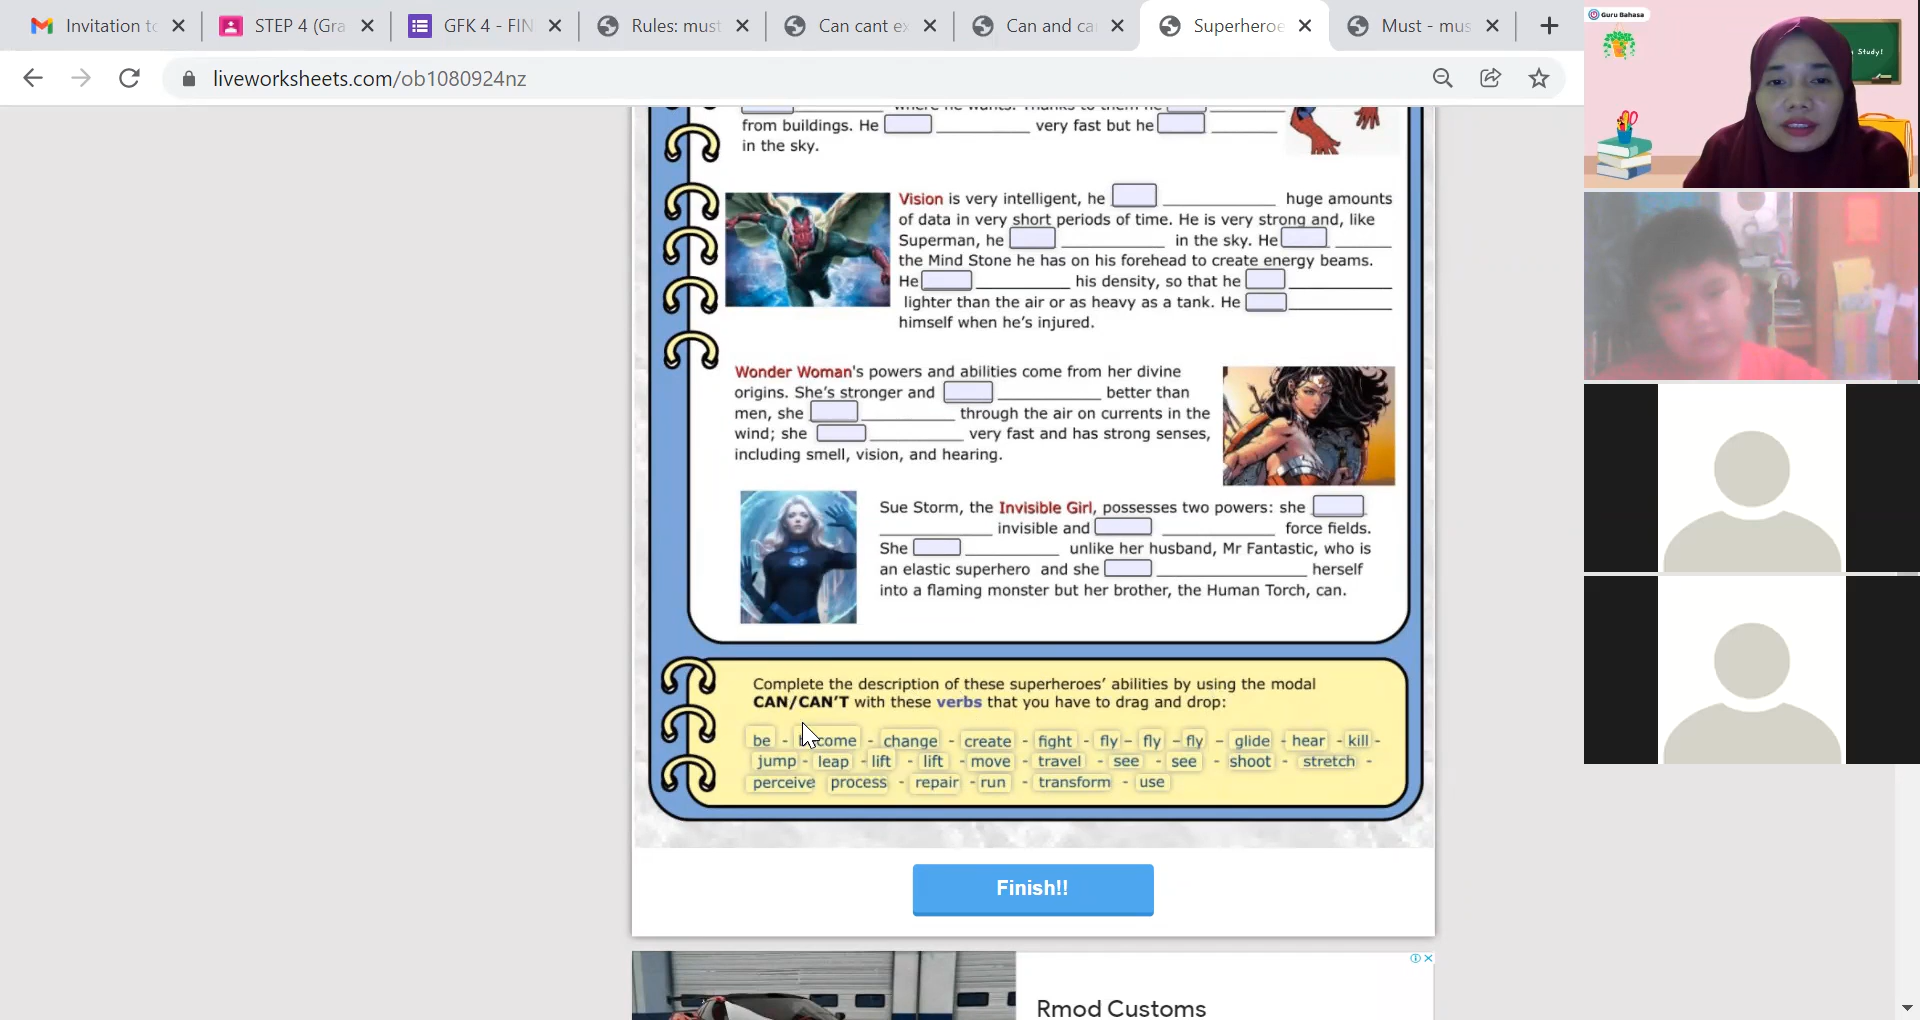 Invitation to
STEP 4 (Gra
GFK 4 - FIN
Rules: must
Can cant ex
Can and ca
Superheroe
Must - mus
liveworksheets.com/ob1080924nz
Guru Bahasa
Study!
where he wants. Thanks to them he
from buildings. He very fast but he
in the sky.
Vision is very intelligent, he huge amounts
of data in very short periods of time. He is very strong and, like
Superman, he in the sky. He
the Mind Stone he has on his forehead to create energy beams.
He his density, so that he
lighter than the air or as heavy as a tank. He
himself when he's injured.
Wonder Woman's powers and abilities come from her divine
origins. She's stronger and better than
men, she through the air on currents in the
wind; she very fast and has strong senses,
including smell, vision, and hearing.
Sue Storm, the Invisible Girl, possesses two powers: she
invisible and force fields.
She unlike her husband, Mr Fantastic, who is
an elastic superhero and she herself
into a flaming monster but her brother, the Human Torch, can.
Complete the description of these superheroes' abilities by using the modal
CAN/CAN'T with these verbs that you have to drag and drop:
be - become - change - create - fight - fly - fly - fly - glide - hear - kill -
jump - leap - lift - lift - move - travel - see - see - shoot - stretch -
perceive process - repair - run - transform - use
Finish!!
Rmod Customs